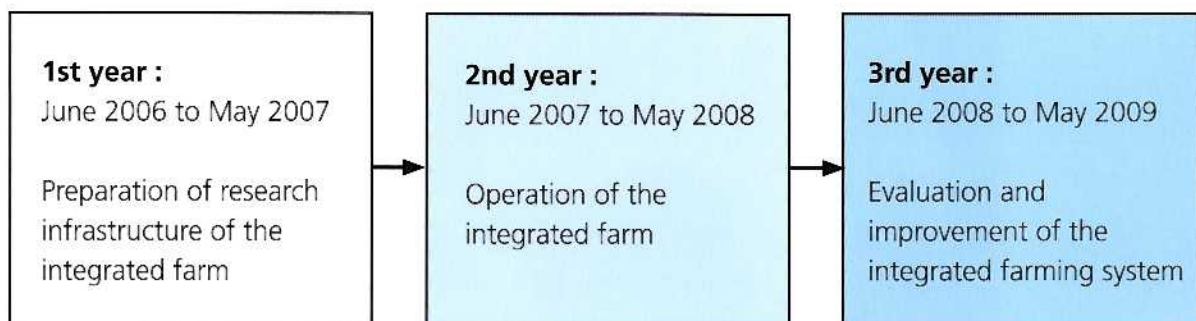 1st year :
June 2006 to May 2007
Preparation of research
infrastructure of the
integrated farm
2nd year :
June 2007 to May 2008
Operation of the
integrated farm
3rd year :
June 2008 to May 2009
Evaluation and
improvement of the
integrated farming system